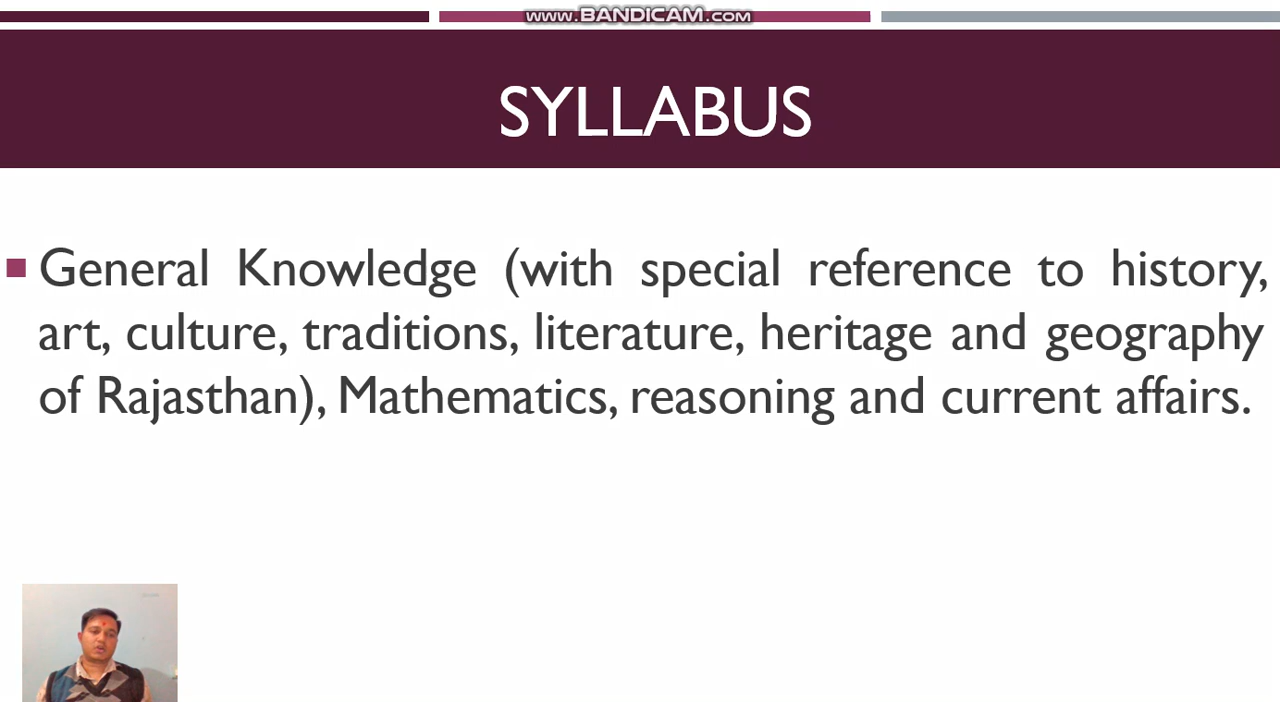 www.BANDICAM.com
SYLLABUS
General Knowledge (with special reference to history,
art, culture, traditions, literature, heritage and geography
of Rajasthan), Mathematics, reasoning and current affairs.